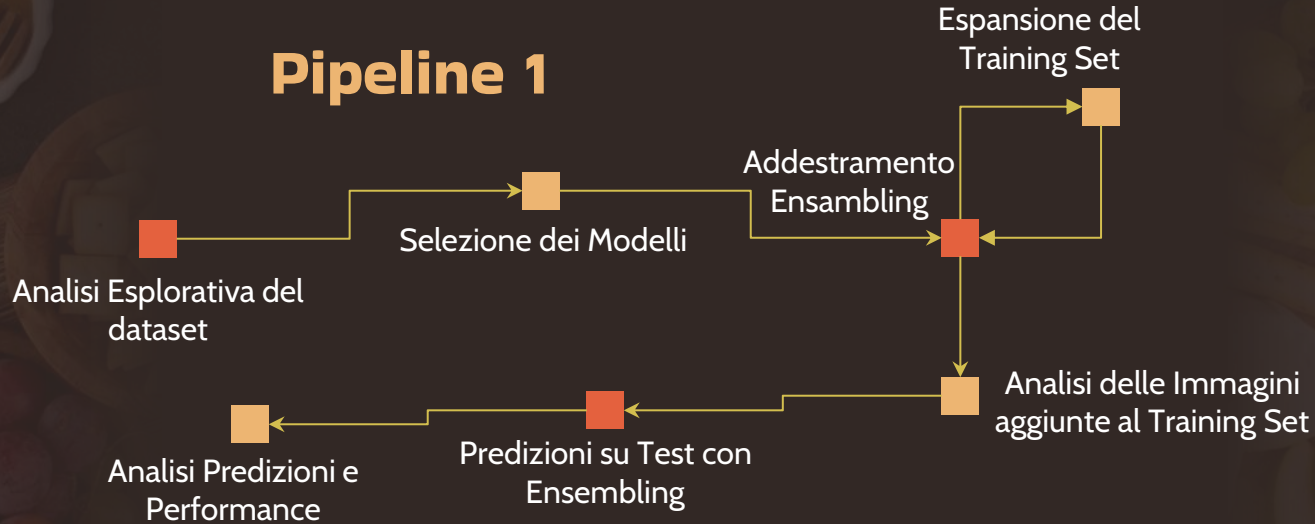 Pipeline 1
Analisi Esplorativa del
dataset
Selezione dei Modelli
Addestramento
Ensambling
Espansione del
Training Set
Analisi delle Immagini
aggiunte al Training Set
Predizioni su Test con
Ensembling
Analisi Predizioni e
Performance